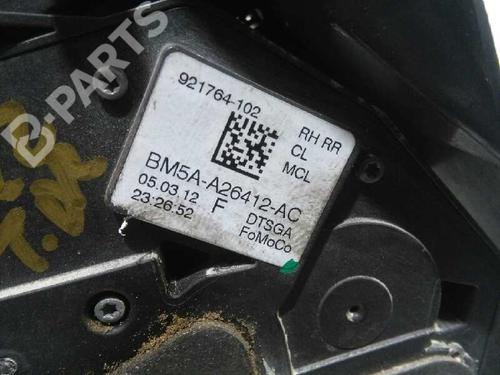 B-PARTS
921764-102
RH RR
CL
MCL
BM5A-A26412-AC
05.03.12 F DTSGA
23:26:52 FoMoCo